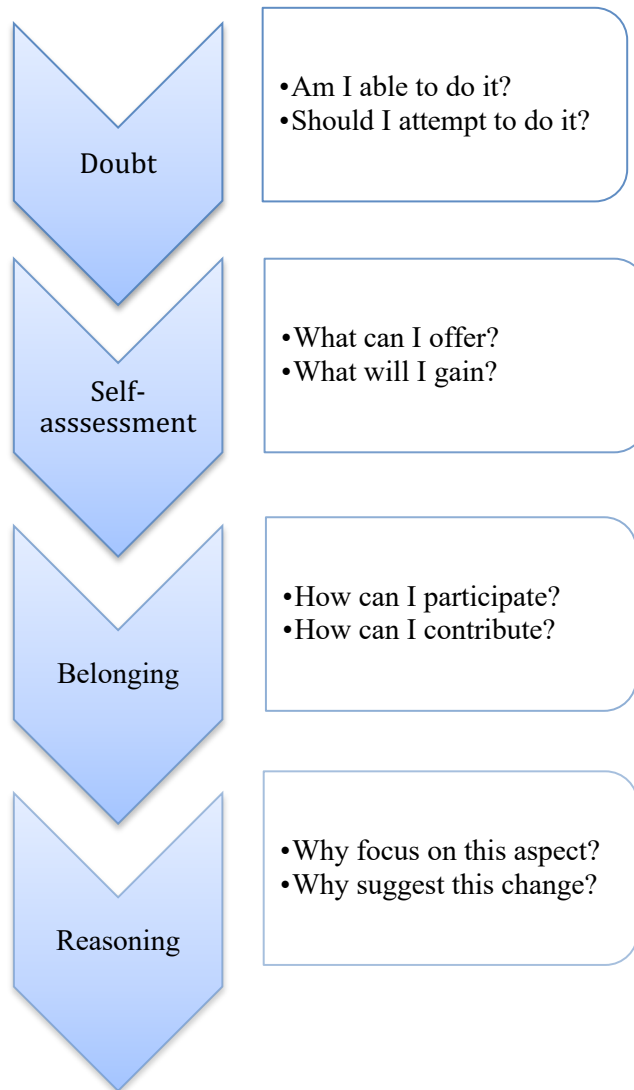 Doubt
•Am I able to do it?
•Should I attempt to do it?
Self-
asssessment
•What can I offer?
•What will I gain?
Belonging
•How can I participate?
•How can I contribute?
Reasoning
•Why focus on this aspect?
•Why suggest this change?